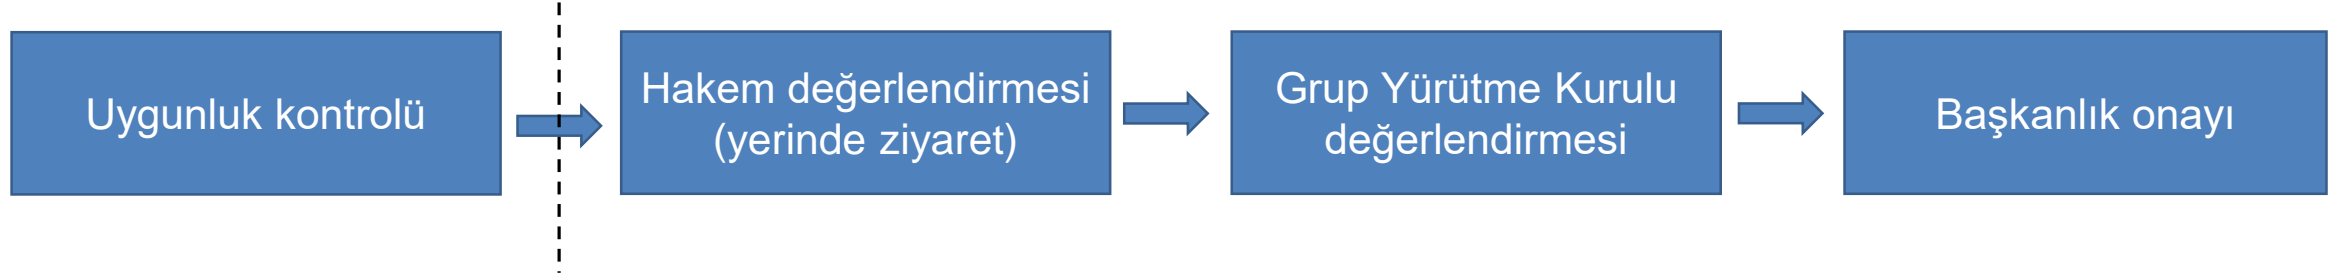 Uygunluk kontrolü
Hakem değerlendirmesi
(yerinde ziyaret)
Grup Yürütme Kurulu
değerlendirmesi
Başkanlık onayı